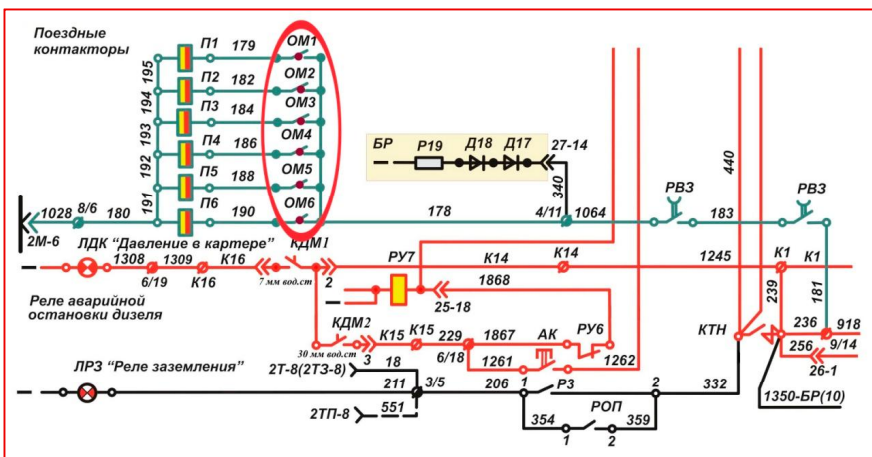 Поездные
контакторы
П1 179 ОМ1
195
П2 182 ОМ2
194
П3 184 ОМ3
193
П4 186 ОМ4
192
П5 188 ОМ5
191
П6 190 ОМ6
БР Р19 Д18 Д17 27-14
340
440
РВ3 РВ3
1028 8/6 180 178 4/11 1064 183
2М-6
181
ЛДК “Давление в картере” КДМ1
1308 1309 К16 К14 К14 1245 К1 К1
6/19 К16
7 мм вод.ст 2
РУ7
1868
239
Реле аварийной
остановки дизеля
25-18
КДМ2 К15 К15 229 1867 АК РУ6
30 мм вод.ст 3
6/18 1261 1262
КТН 236 918
256 9/14
26-1
ЛРЗ “Реле заземления”
2Т-8(2ТЗ-8) 18
211 3/5 206 1 РЗ 2 332
1350-БР(10)
2ТП-8 551
354 РОП 359
1 2